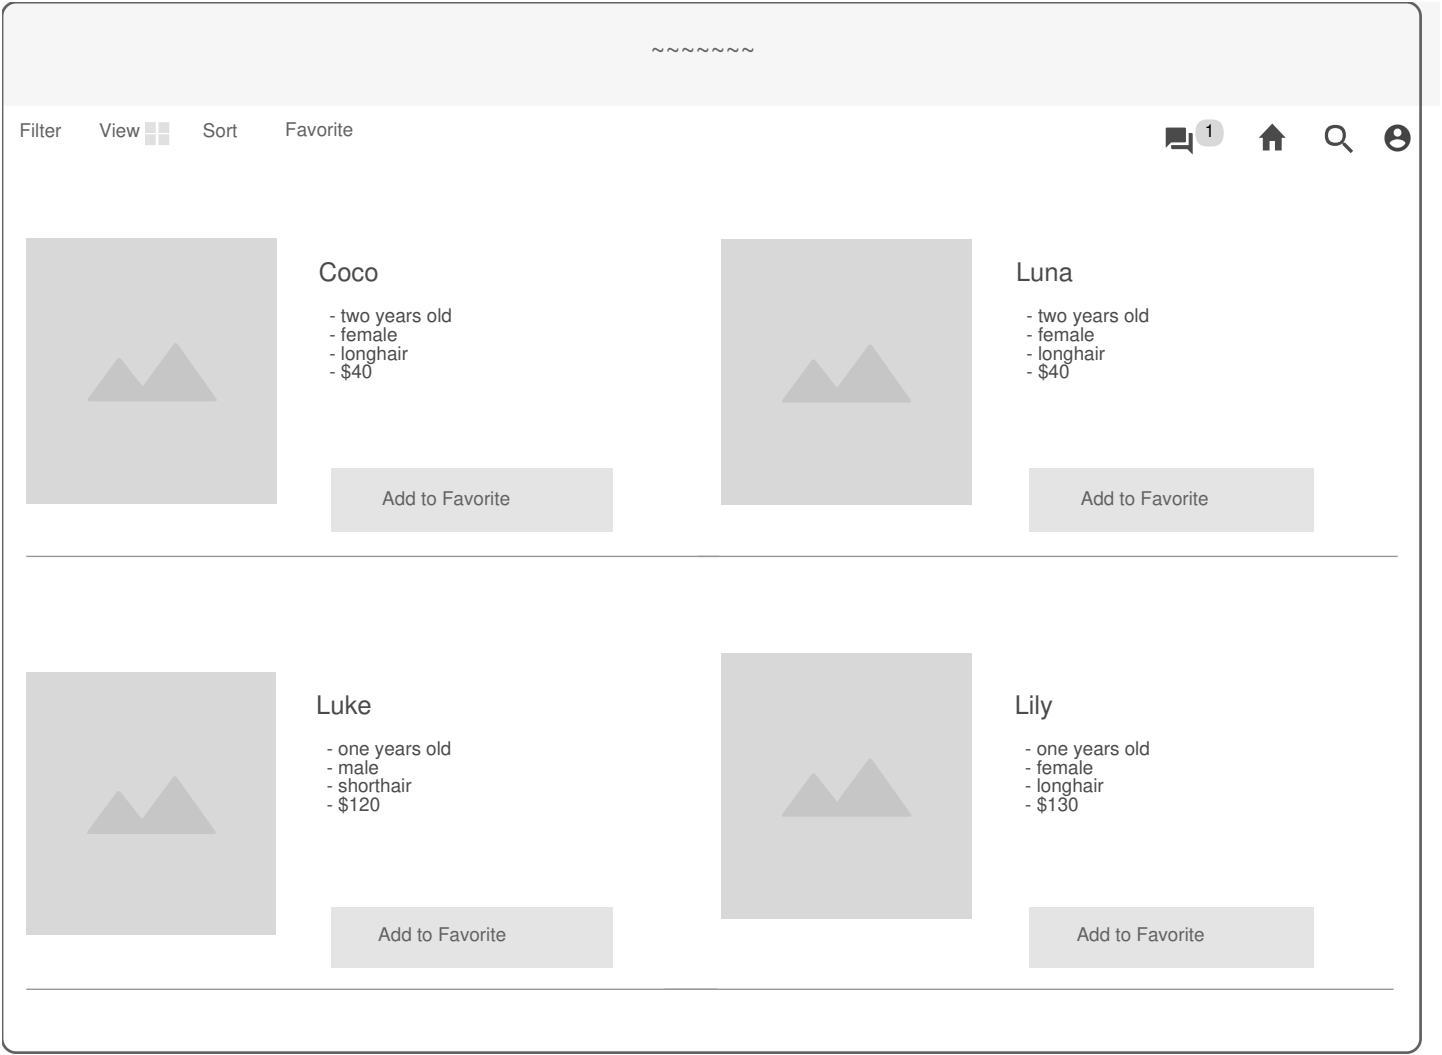 ~~~~~~~
Filter View Sort Favorite 1
Coco
- two years old
- female
- longhair
- $40
Add to Favorite
Luna
- two years old
- female
- longhair
- $40
Add to Favorite
Luke
- one years old
- male
- shorthair
- $120
Add to Favorite
Lily
- one years old
- female
- longhair
- $130
Add to Favorite